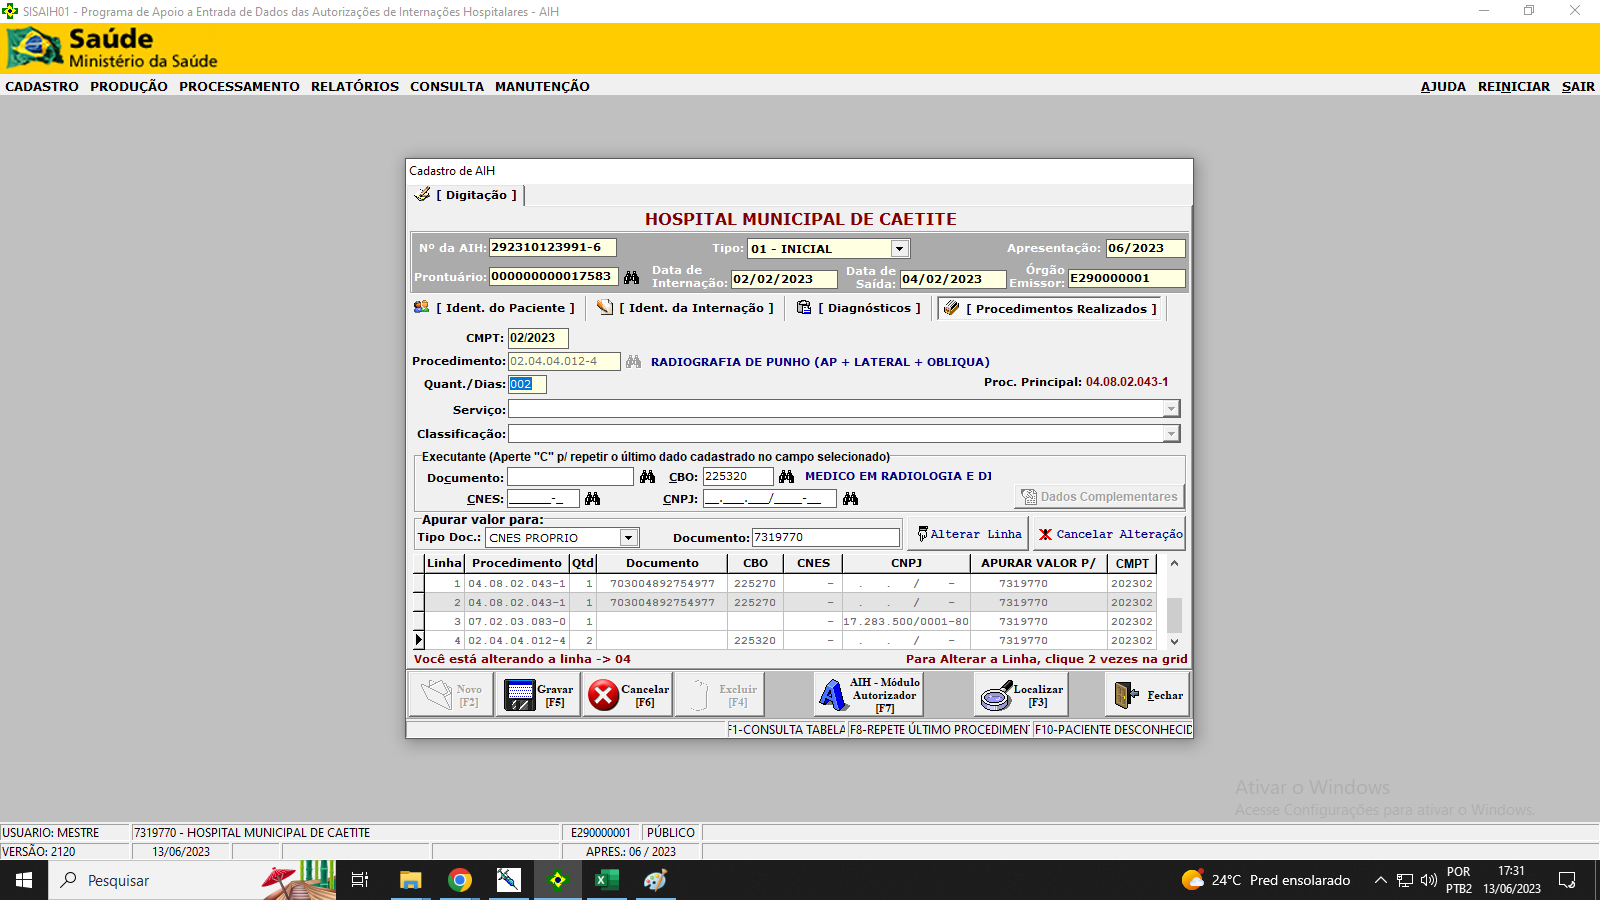 SISAIH01 - Programa de Apoio a Entrada de Dados das Autorizações de Internações Hospitalares - AIH
Saúde
Ministério da Saúde
CADASTRO PRODUÇÃO PROCESSAMENTO RELATÓRIOS CONSULTA MANUTENÇÃO AJUDA REINICIAR SAIR
Cadastro de AIH
[ Digitação ]
HOSPITAL MUNICIPAL DE CAETITE
Nº da AIH: 292310123991-6 Tipo: 01 - INICIAL Apresentação: 06/2023
Prontuário: 000000000017583 Data de Internação: 02/02/2023 Data de Saída: 04/02/2023 Órgão Emissor: E290000001
[ Ident. do Paciente ] [ Ident. da Internação ] [ Diagnósticos ] [ Procedimentos Realizados ]
CMPT: 02/2023
Procedimento: 02.04.04.012-4 RADIOGRAFIA DE PUNHO (AP + LATERAL + OBLIQUA)
Quant./Dias: 002 Proc. Principal: 04.08.02.043-1
Serviço:
Classificação:
Executante (Aperte "C" p/ repetir o último dado cadastrado no campo selecionado)
Documento: CBO: 225320 MEDICO EM RADIOLOGIA E DI
CNES: ______-_ CNPJ: __.___.___/____-__ Dados Complementares
Apurar valor para:
Tipo Doc.: CNES PROPRIO Documento: 7319770 Alterar Linha Cancelar Alteração
Linha Procedimento Qtd Documento CBO CNES CNPJ APURAR VALOR P/ CMPT
1 04.08.02.043-1 1 703004892754977 225270 - . . / - 7319770 202302
2 04.08.02.043-1 1 703004892754977 225270 - . . / - 7319770 202302
3 07.02.03.083-0 1 - 17.283.500/0001-80 7319770 202302
4 02.04.04.012-4 2 225320 - . . / - 7319770 202302
Você está alterando a linha -> 04 Para Alterar a Linha, clique 2 vezes na grid
Novo [F2] Gravar [F5] Cancelar [F6] Excluir [F4] AIH - Módulo Autorizador [F7] Localizar [F3] Fechar
F1-CONSULTA TABELA F8-REPETE ÚLTIMO PROCEDIMEN F10-PACIENTE DESCONHECID
Ativar o Windows
Acesse Configurações para ativar o Windows.
USUARIO: MESTRE 7319770 - HOSPITAL MUNICIPAL DE CAETITE E290000001 PÚBLICO
VERSÃO: 2120 13/06/2023 APRES.: 06 / 2023
Pesquisar 24°C Pred ensolarado POR PTB2 17:31 13/06/2023